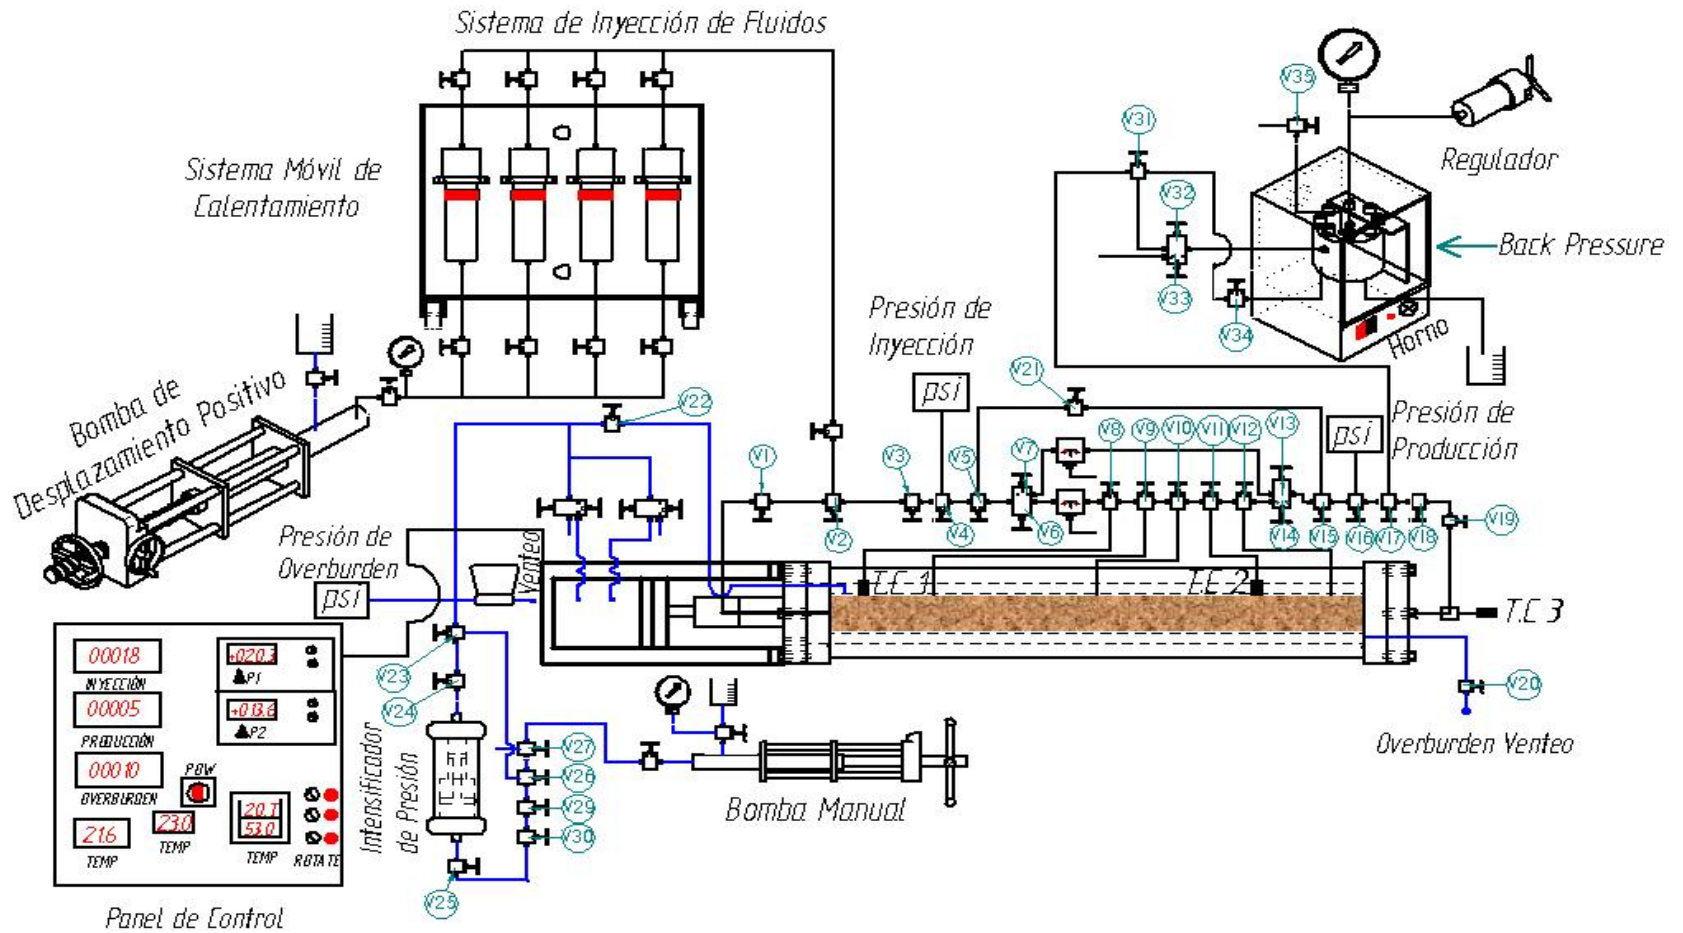 Sistema de Inyección de Fluidos
Sistema Móvil de
Calentamiento
V35
V31
Regulador
V32
Back Pressure
V33
V34
Horno
Presión de
Inyección
psi
V21
V22
Bomba de
Desplazamiento Positivo
Presión de
Producción
psi
V1
V3
V5
V7
V8
V9
V10
V11
V12
V13
V2
V4
V6
V14
V15
V16
V17
V18
V19
Presión de
Overburden
psi
Venteo
T.C 1
T.C 2
T.C 3
V20
Overburden Venteo
V23
V24
V25
V27
V26
V29
V30
Intensificador
de Presión
Bomba Manual
00018
INYECCIÓN
00005
PRODUCCIÓN
00010
OVERBURDEN
+020.3
▲P1
+013.6
▲P2
POW
21.6
TEMP
23.0
TEMP
20.1
53.0
TEMP
ROTATE
Panel de Control